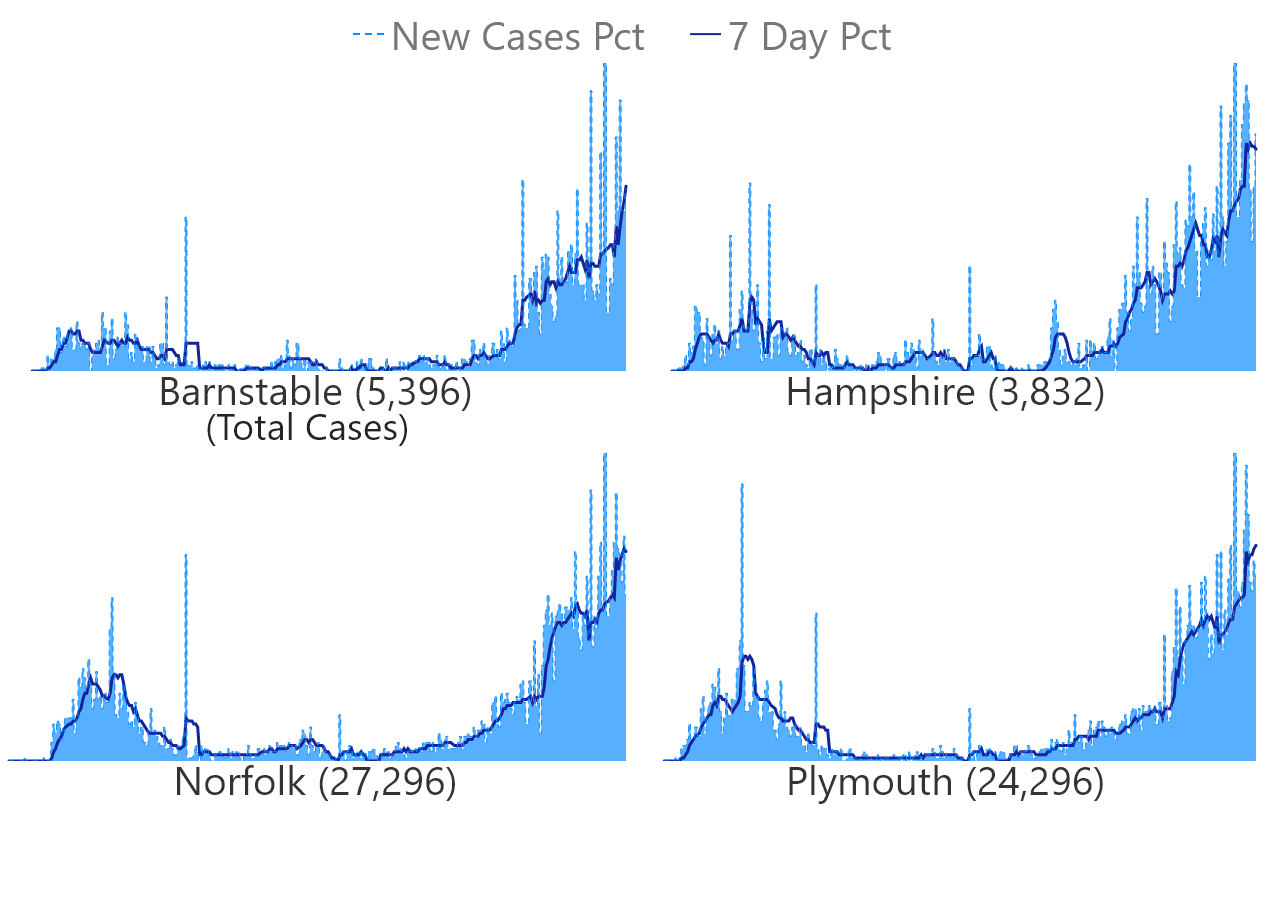 New Cases Pct 7 Day Pct
Barnstable (5,396) Hampshire (3,832)
(Total Cases)
Norfolk (27,296) Plymouth (24,296)